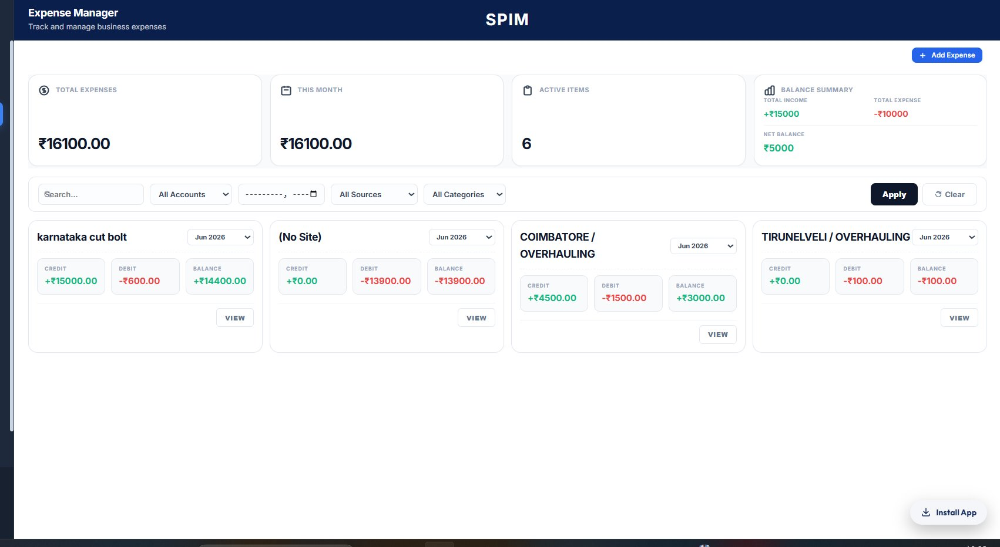 Expense Manager
Track and manage business expenses
SPIM
+ Add Expense
TOTAL EXPENSES
₹16100.00
THIS MONTH
₹16100.00
ACTIVE ITEMS
6
BALANCE SUMMARY
TOTAL INCOME
+₹15000
TOTAL EXPENSE
-₹10000
NET BALANCE
₹5000
Search...
All Accounts
---------, ----
All Sources
All Categories
Apply
Clear
karnataka cut bolt
Jun 2026
CREDIT
+₹15000.00
DEBIT
-₹600.00
BALANCE
+₹14400.00
VIEW
(No Site)
Jun 2026
CREDIT
+₹0.00
DEBIT
-₹13900.00
BALANCE
-₹13900.00
VIEW
COIMBATORE /
OVERHAULING
Jun 2026
CREDIT
+₹4500.00
DEBIT
-₹1500.00
BALANCE
+₹3000.00
VIEW
TIRUNELVELI / OVERHAULING
Jun 2026
CREDIT
+₹0.00
DEBIT
-₹100.00
BALANCE
-₹100.00
VIEW
Install App